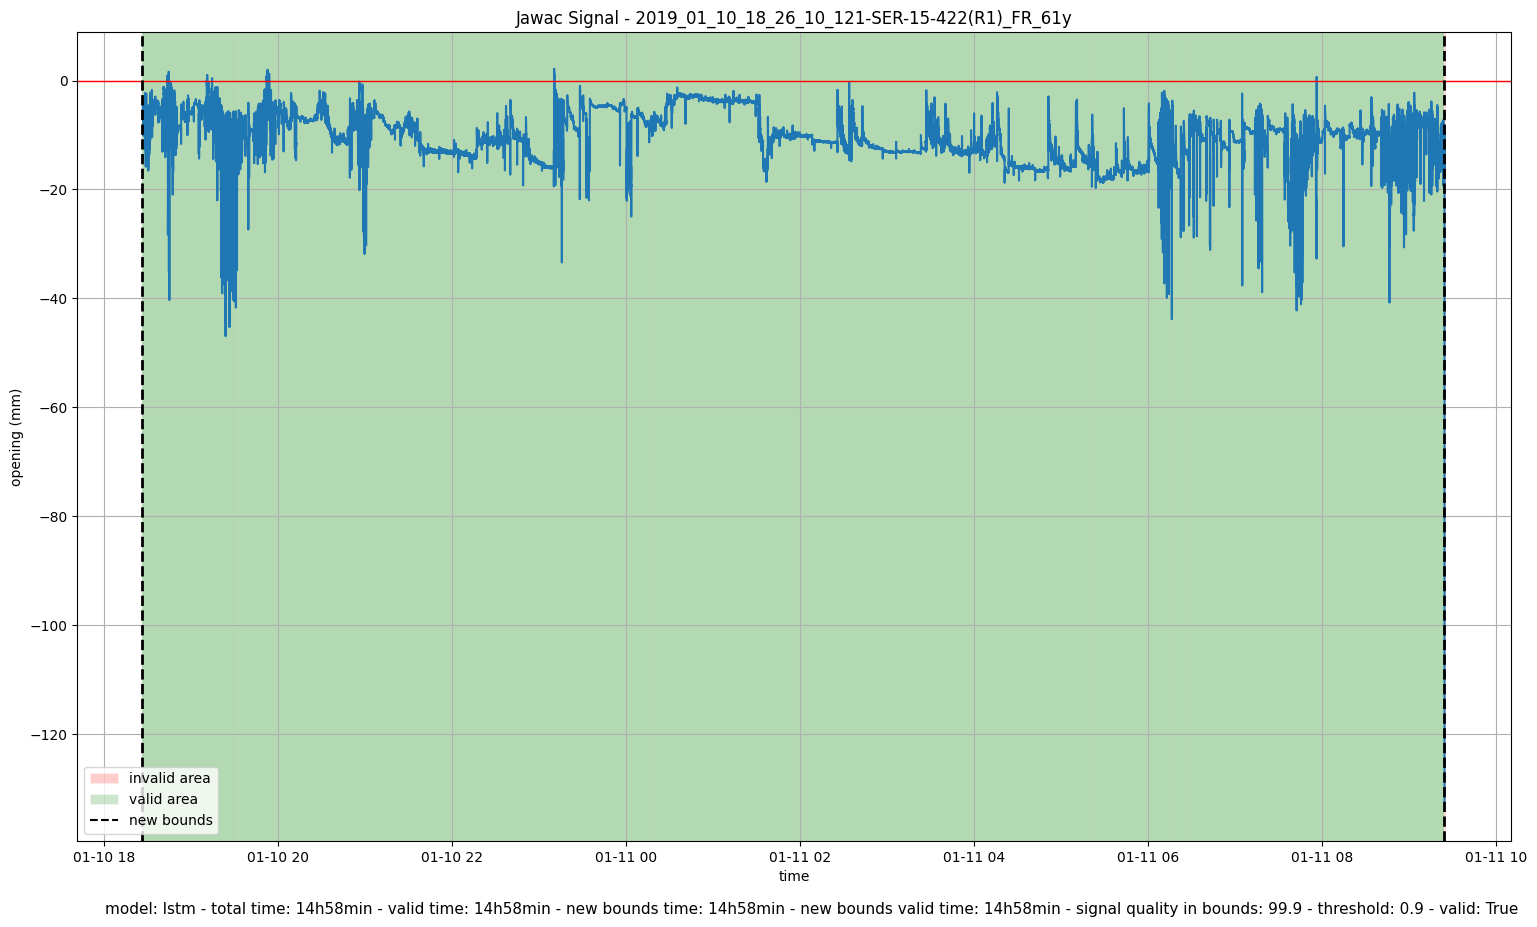 Jawac Signal - 2019_01_10_18_26_10_121-SER-15-422(R1)_FR_61y
opening (mm)
0
−20
−40
−60
−80
−100
−120
invalid area
valid area
new bounds
01-10 18
01-10 20
01-10 22
01-11 00
01-11 02
01-11 04
01-11 06
01-11 08
01-11 10
time
model: lstm - total time: 14h58min - valid time: 14h58min - new bounds time: 14h58min - new bounds valid time: 14h58min - signal quality in bounds: 99.9 - threshold: 0.9 - valid: True